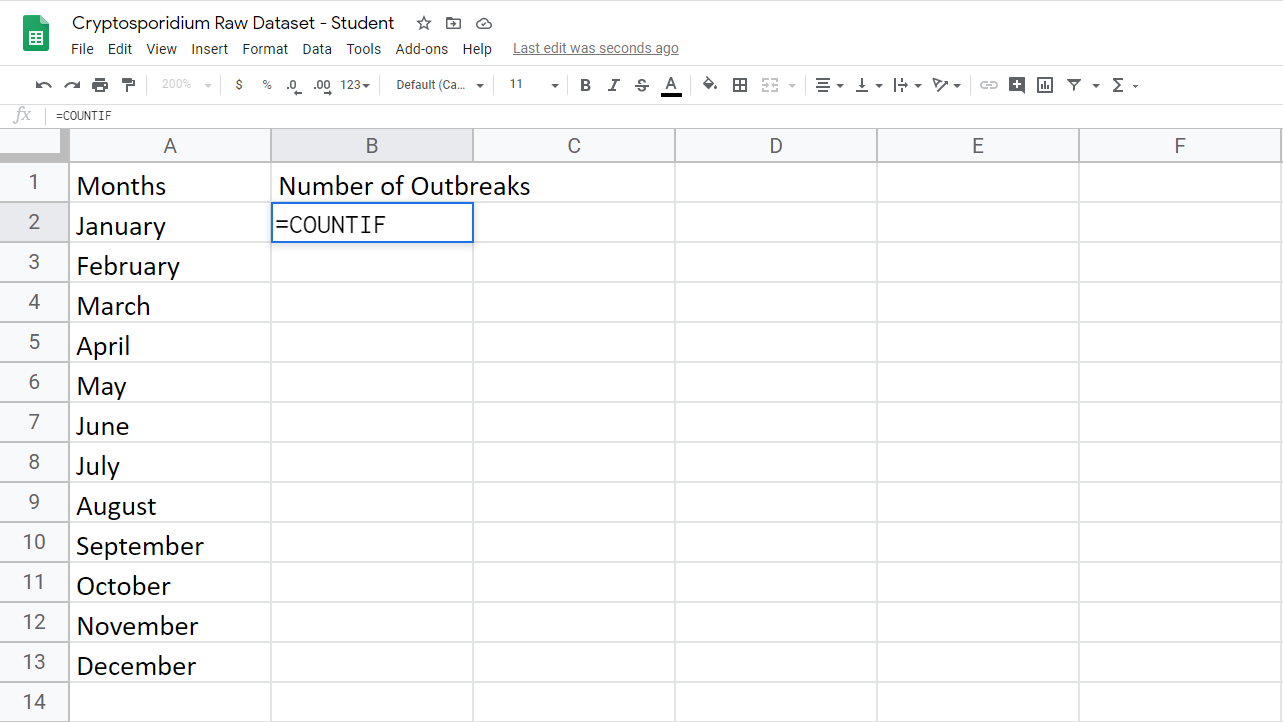 Cryptosporidium Raw Dataset - Student
File Edit View Insert Format Data Tools Add-ons Help Last edit was seconds ago
200% $ % .0 .00 123 Default (Ca... 11 B I S A Σ
fx =COUNTIF
A B C D E F
1 Months Number of Outbreaks
2 January =COUNTIF
3 February
4 March
5 April
6 May
7 June
8 July
9 August
10 September
11 October
12 November
13 December
14